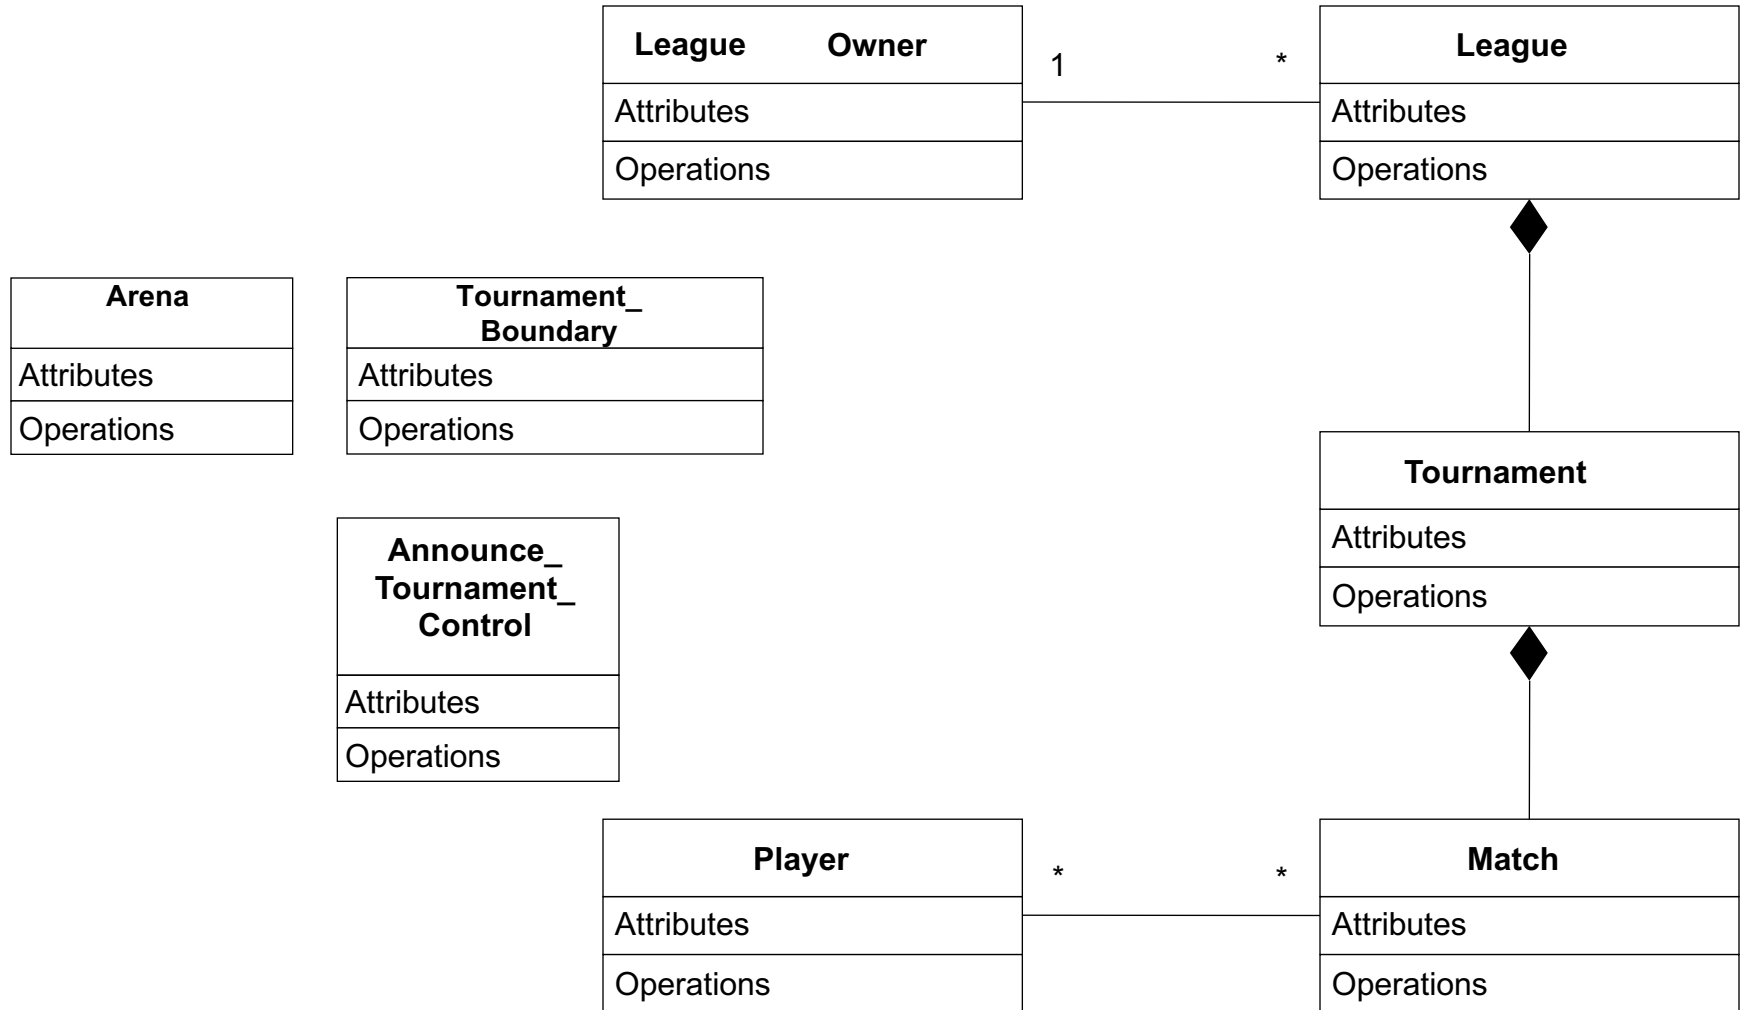 League Owner
Attributes
Operations
1 *
League
Attributes
Operations
Arena
Attributes
Operations
Tournament_
Boundary
Attributes
Operations
Tournament
Attributes
Operations
Announce_
Tournament_
Control
Attributes
Operations
Player
Attributes
Operations
* *
Match
Attributes
Operations